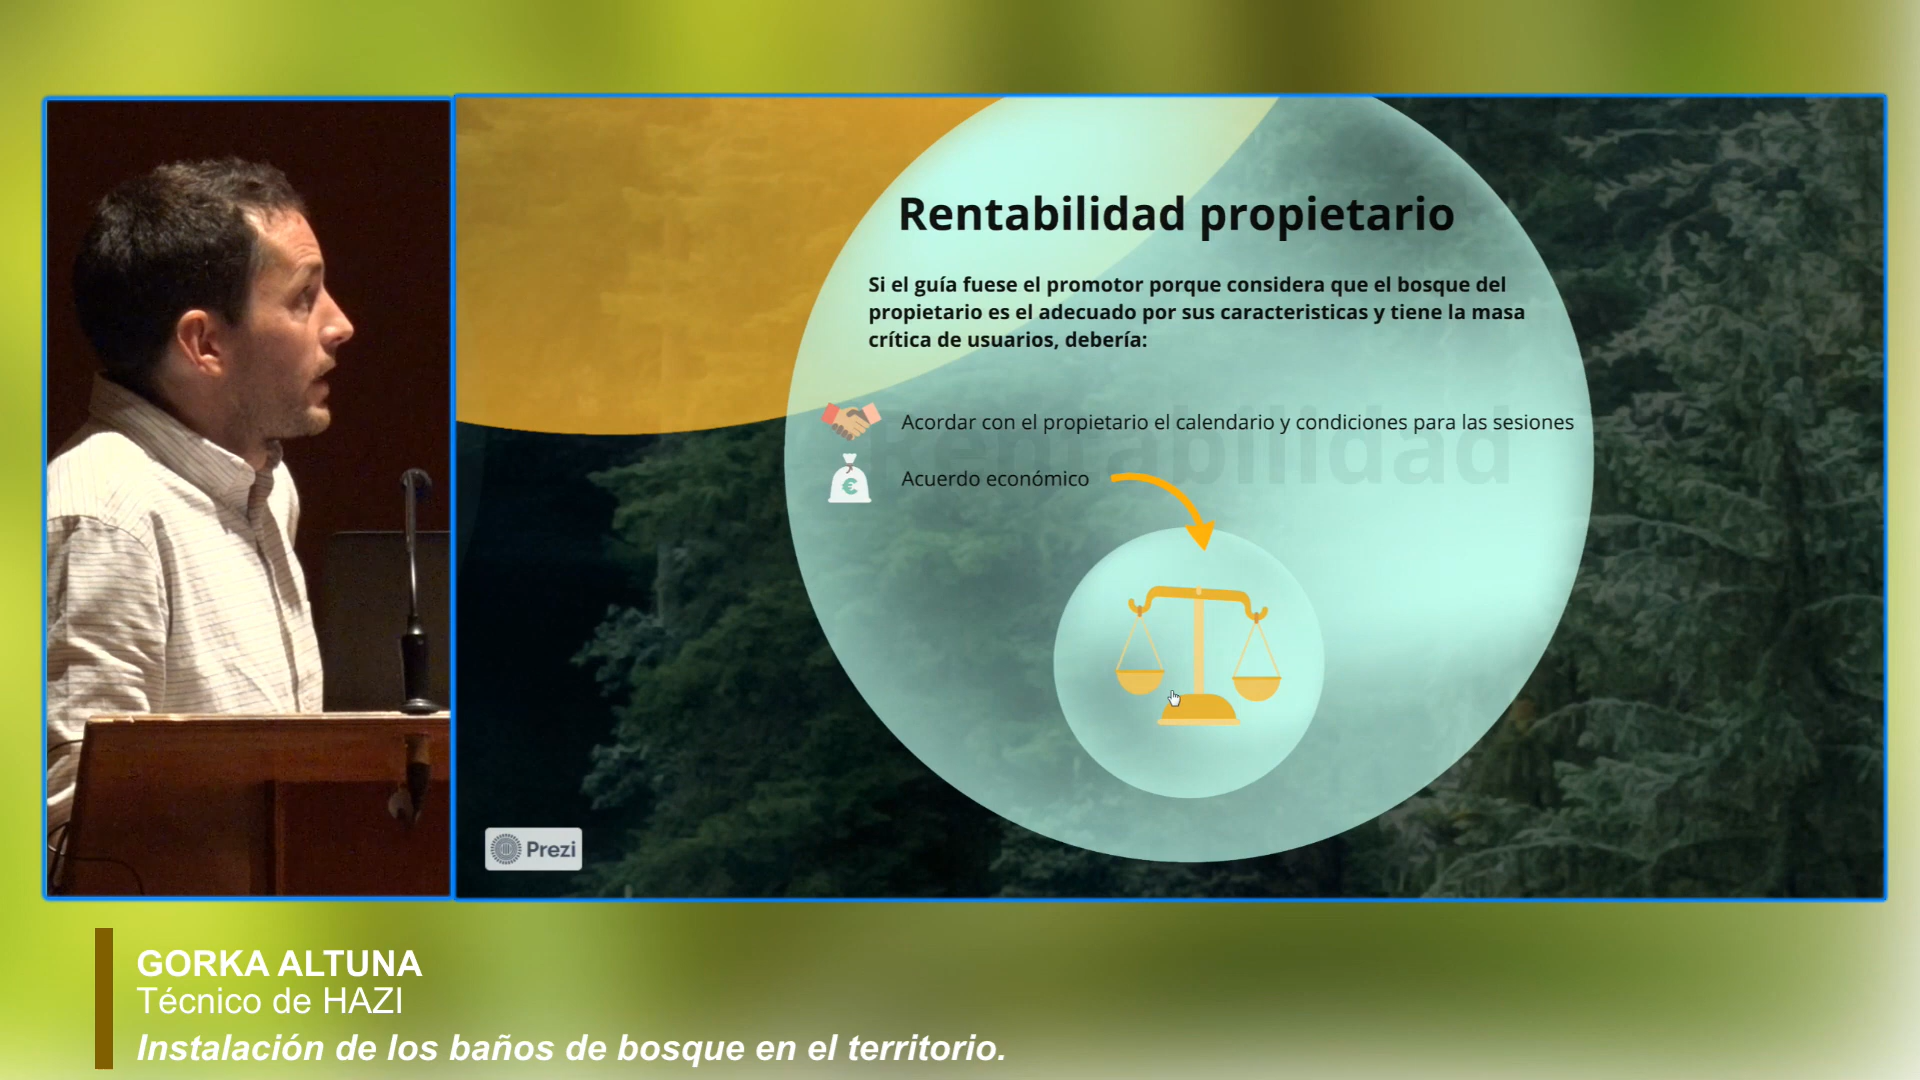 Rentabilidad propietario
Si el guía fuese el promotor porque considera que el bosque del
propietario es el adecuado por sus caracteristicas y tiene la masa
crítica de usuarios, debería:
Rentabilidad
Acordar con el propietario el calendario y condiciones para las sesiones
Acuerdo económico
€
Prezi
GORKA ALTUNA
Técnico de HAZI
Instalación de los baños de bosque en el territorio.